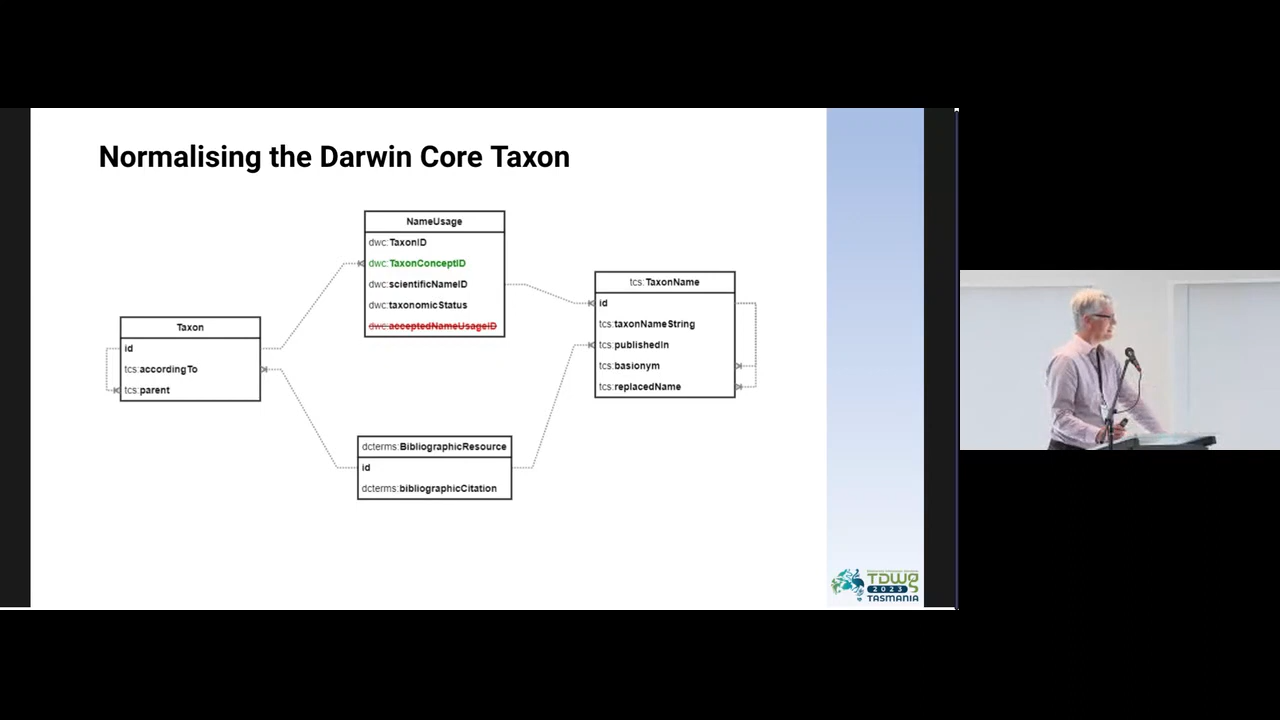 Normalising the Darwin Core Taxon
NameUsage
dwc:TaxonID
dwc:TaxonConceptID
dwc:scientificNameID
dwc:taxonomicStatus
dwc:acceptedNameUsageID
tcs:TaxonName
id
tcs:taxonNameString
tcs:publishedIn
tcs:basionym
tcs:replacedName
Taxon
id
tcs:accordingTo
tcs:parent
dcterms:BibliographicResource
id
dcterms:bibliographicCitation
TDWG
2023
TASMANIA